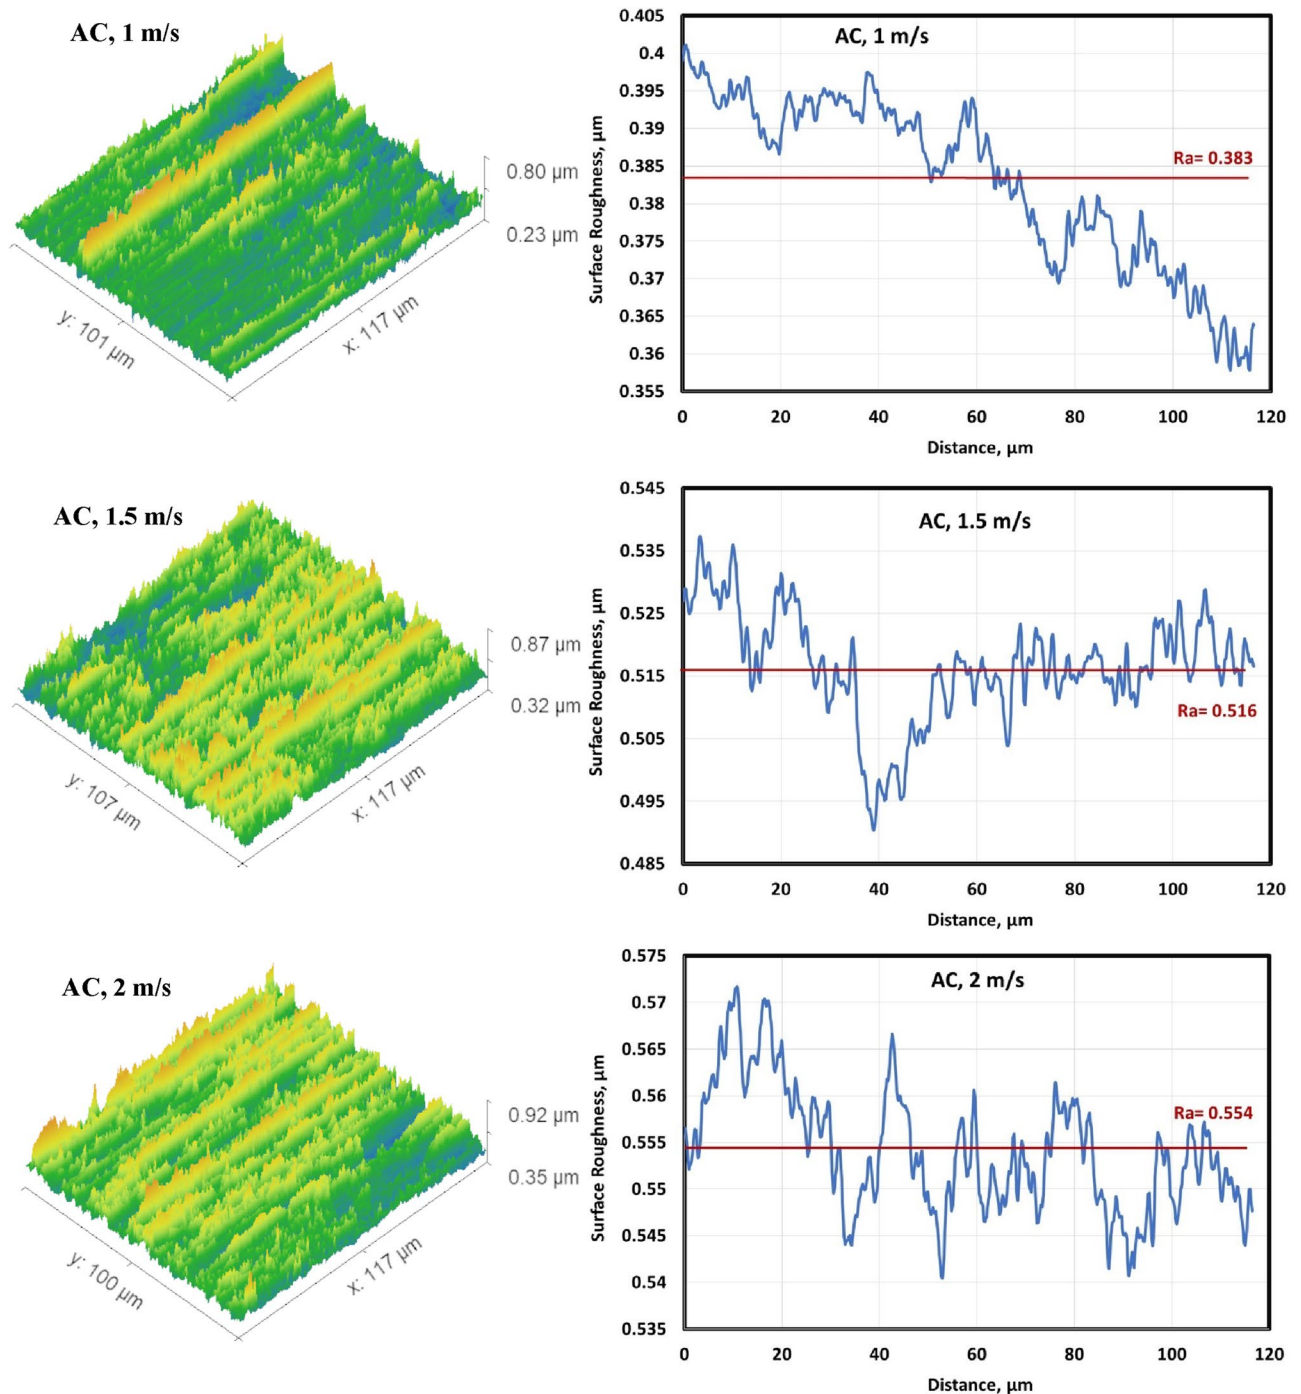 AC, 1 m/s
0.80 µm
0.23 µm
y: 101 µm
x: 117 µm
AC, 1 m/s
Surface Roughness, µm
0.405
0.4
0.395
0.39
0.385
0.38
0.375
0.37
0.365
0.36
0.355
Ra= 0.383
0 20 40 60 80 100 120
Distance, µm
AC, 1.5 m/s
0.87 µm
0.32 µm
y: 107 µm
x: 117 µm
AC, 1.5 m/s
Surface Roughness, µm
0.545
0.535
0.525
0.515
0.505
0.495
0.485
Ra= 0.516
0 20 40 60 80 100 120
Distance, µm
AC, 2 m/s
0.92 µm
0.35 µm
y: 100 µm
x: 117 µm
AC, 2 m/s
Surface Roughness, µm
0.575
0.57
0.565
0.56
0.555
0.55
0.545
0.54
0.535
Ra= 0.554
0 20 40 60 80 100 120
Distance, µm